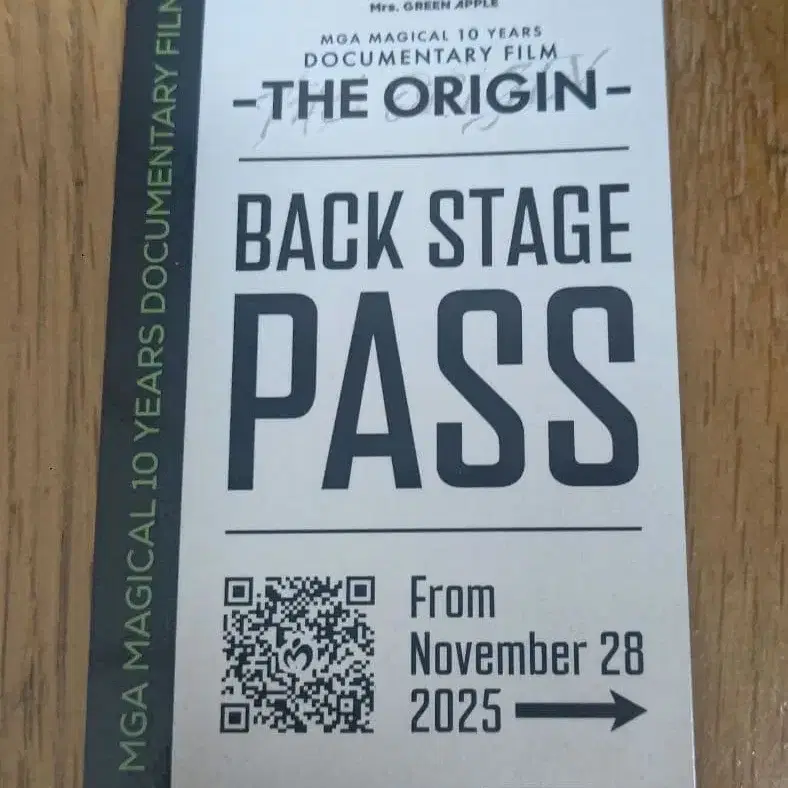 Mrs. GREEN APPLE
MGA MAGICAL 10 YEARS
DOCUMENTARY FILM
-THE ORIGIN-
BACK STAGE
PASS
From
November 28
2025
MGA MAGICAL 10 YEARS DOCUMENTARY FILM